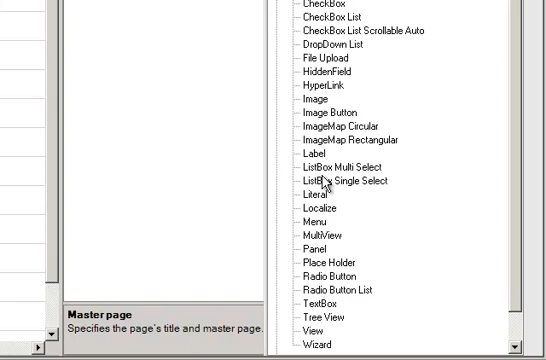 CheckBox
CheckBox List
CheckBox List Scrollable Auto
DropDown List
File Upload
HiddenField
HyperLink
Image
Image Button
ImageMap Circular
ImageMap Rectangular
Label
ListBox Multi Select
ListBox Single Select
Literal
Localize
Menu
MultiView
Panel
Place Holder
Radio Button
Radio Button List
TextBox
Tree View
View
Wizard
Master page
Specifies the page's title and master page.